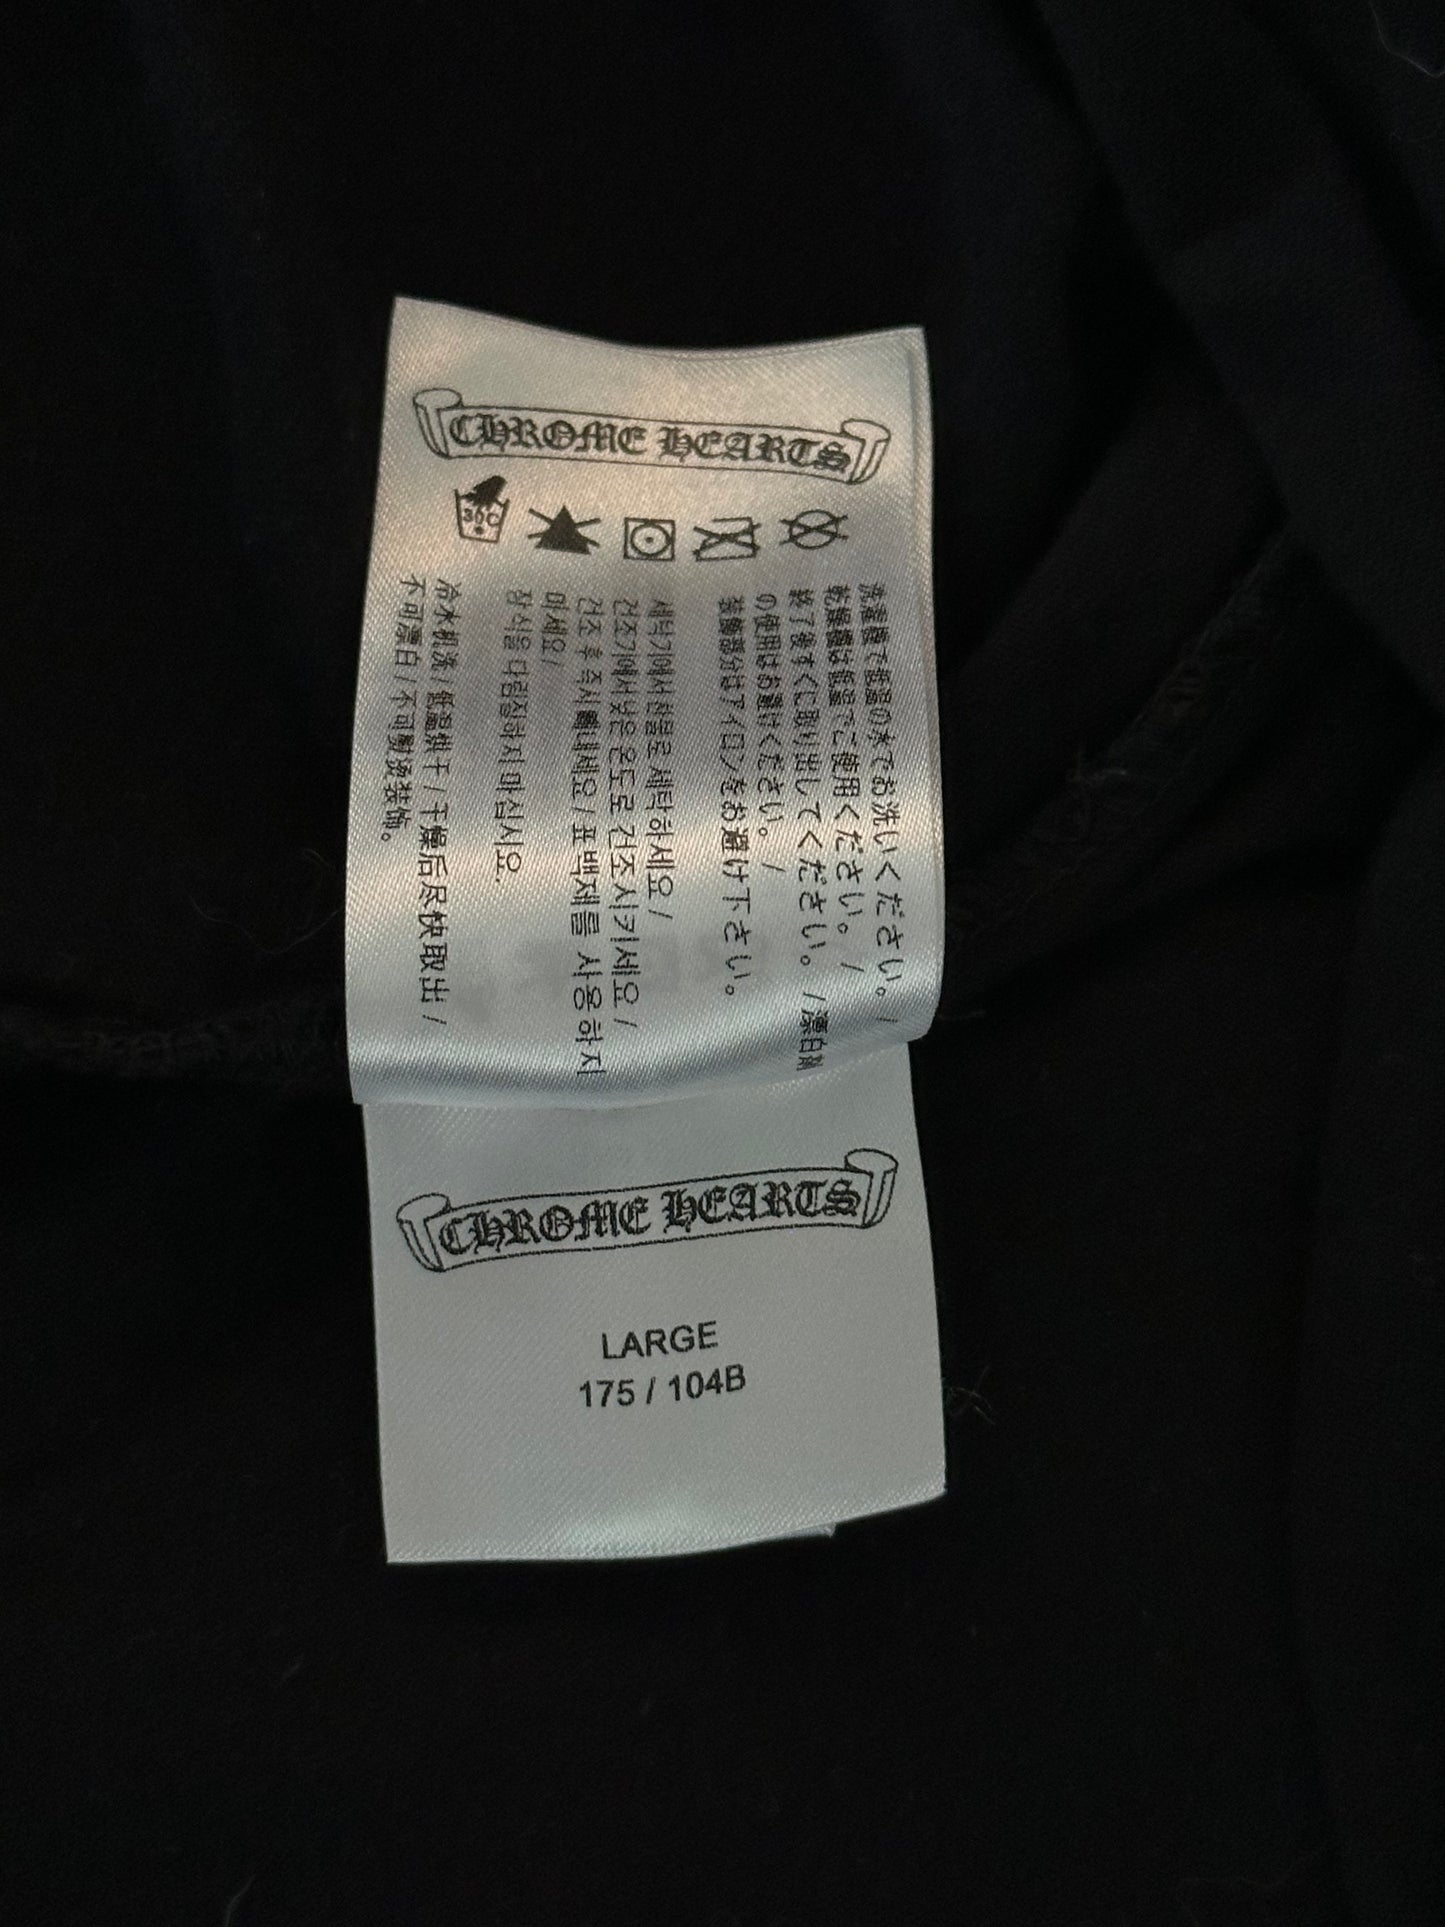 CHROME HEARTS
30C
洗濯機で低温の水でお洗いください。/
乾燥機は低温でご使用ください。/
終了後すぐに取り出してください。/漂白剤
の使用はお避けください。/
装飾部分はアイロンをお避け下さい。
세탁기에서 찬물로 세탁하세요/
건조기에서 낮은 온도로 건조시키세요/
건조 후 즉시 빼내세요/표백제를 사용하지
마세요/
장식을 다림질하지 마십시오.
冷水机洗/低温烘干/干燥后尽快取出/
不可漂白/不可熨烫装饰。
CHROME HEARTS
LARGE
175 / 104B